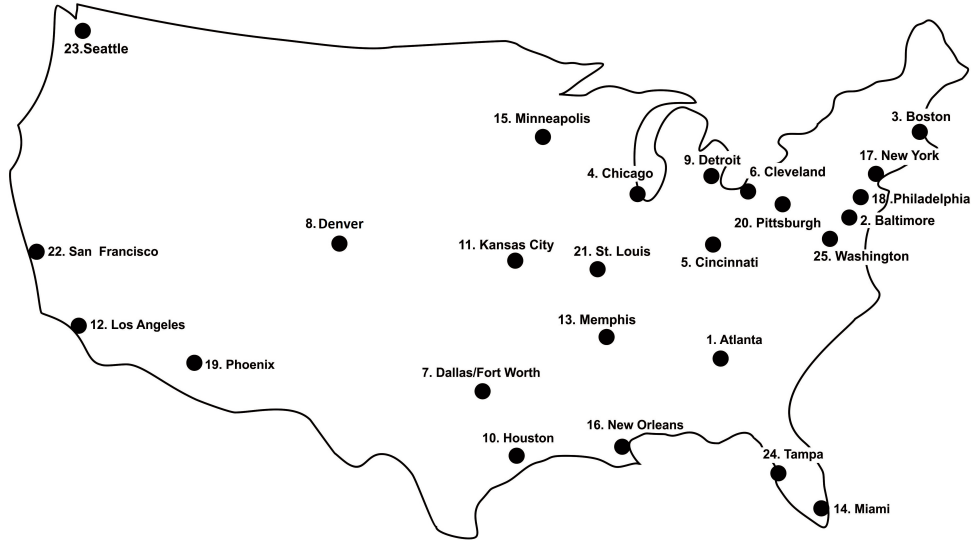 23.Seattle
3. Boston
15. Minneapolis
17. New York
9. Detroit
4. Chicago
6. Cleveland
18.Philadelphia
20. Pittsburgh
2. Baltimore
8. Denver
11. Kansas City
22. San  Francisco
21. St. Louis
5. Cincinnati
25. Washington
13. Memphis
12. Los Angeles
1. Atlanta
19. Phoenix
7. Dallas/Fort Worth
16. New Orleans
10. Houston
24. Tampa
14. Miami